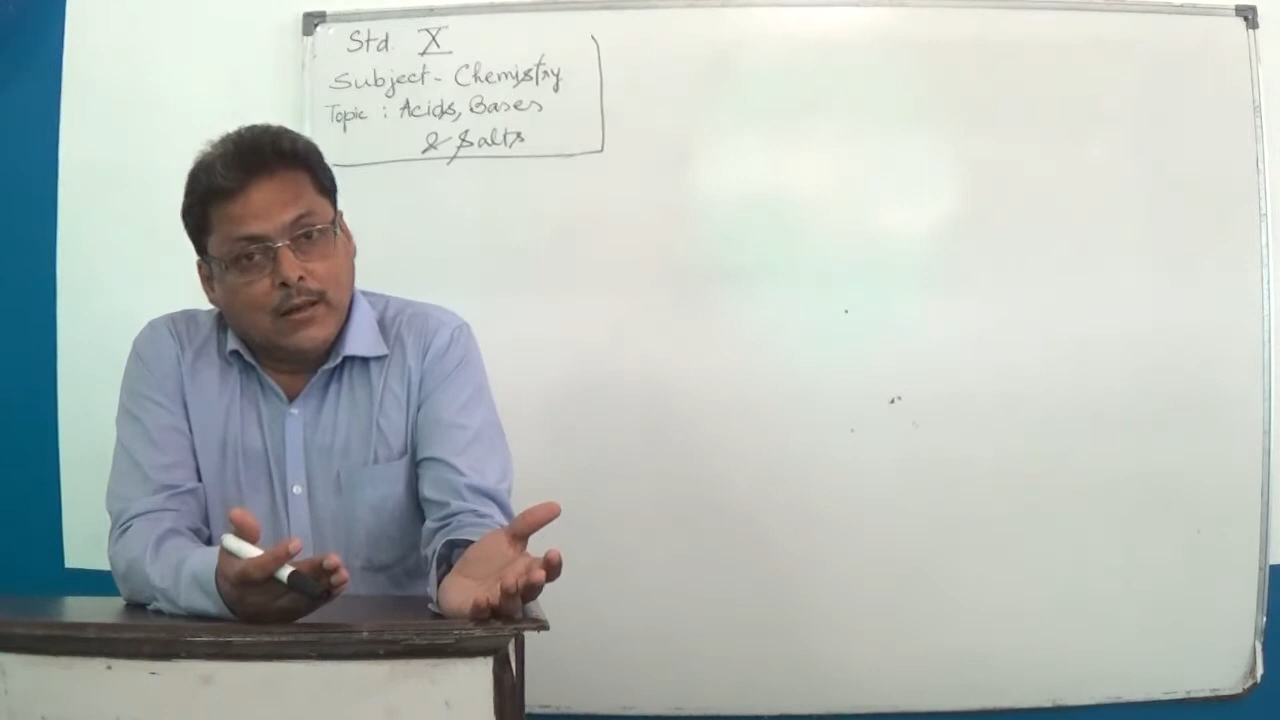 Std. X
Subject - Chemistry
Topic : Acids, Bases
& Salts